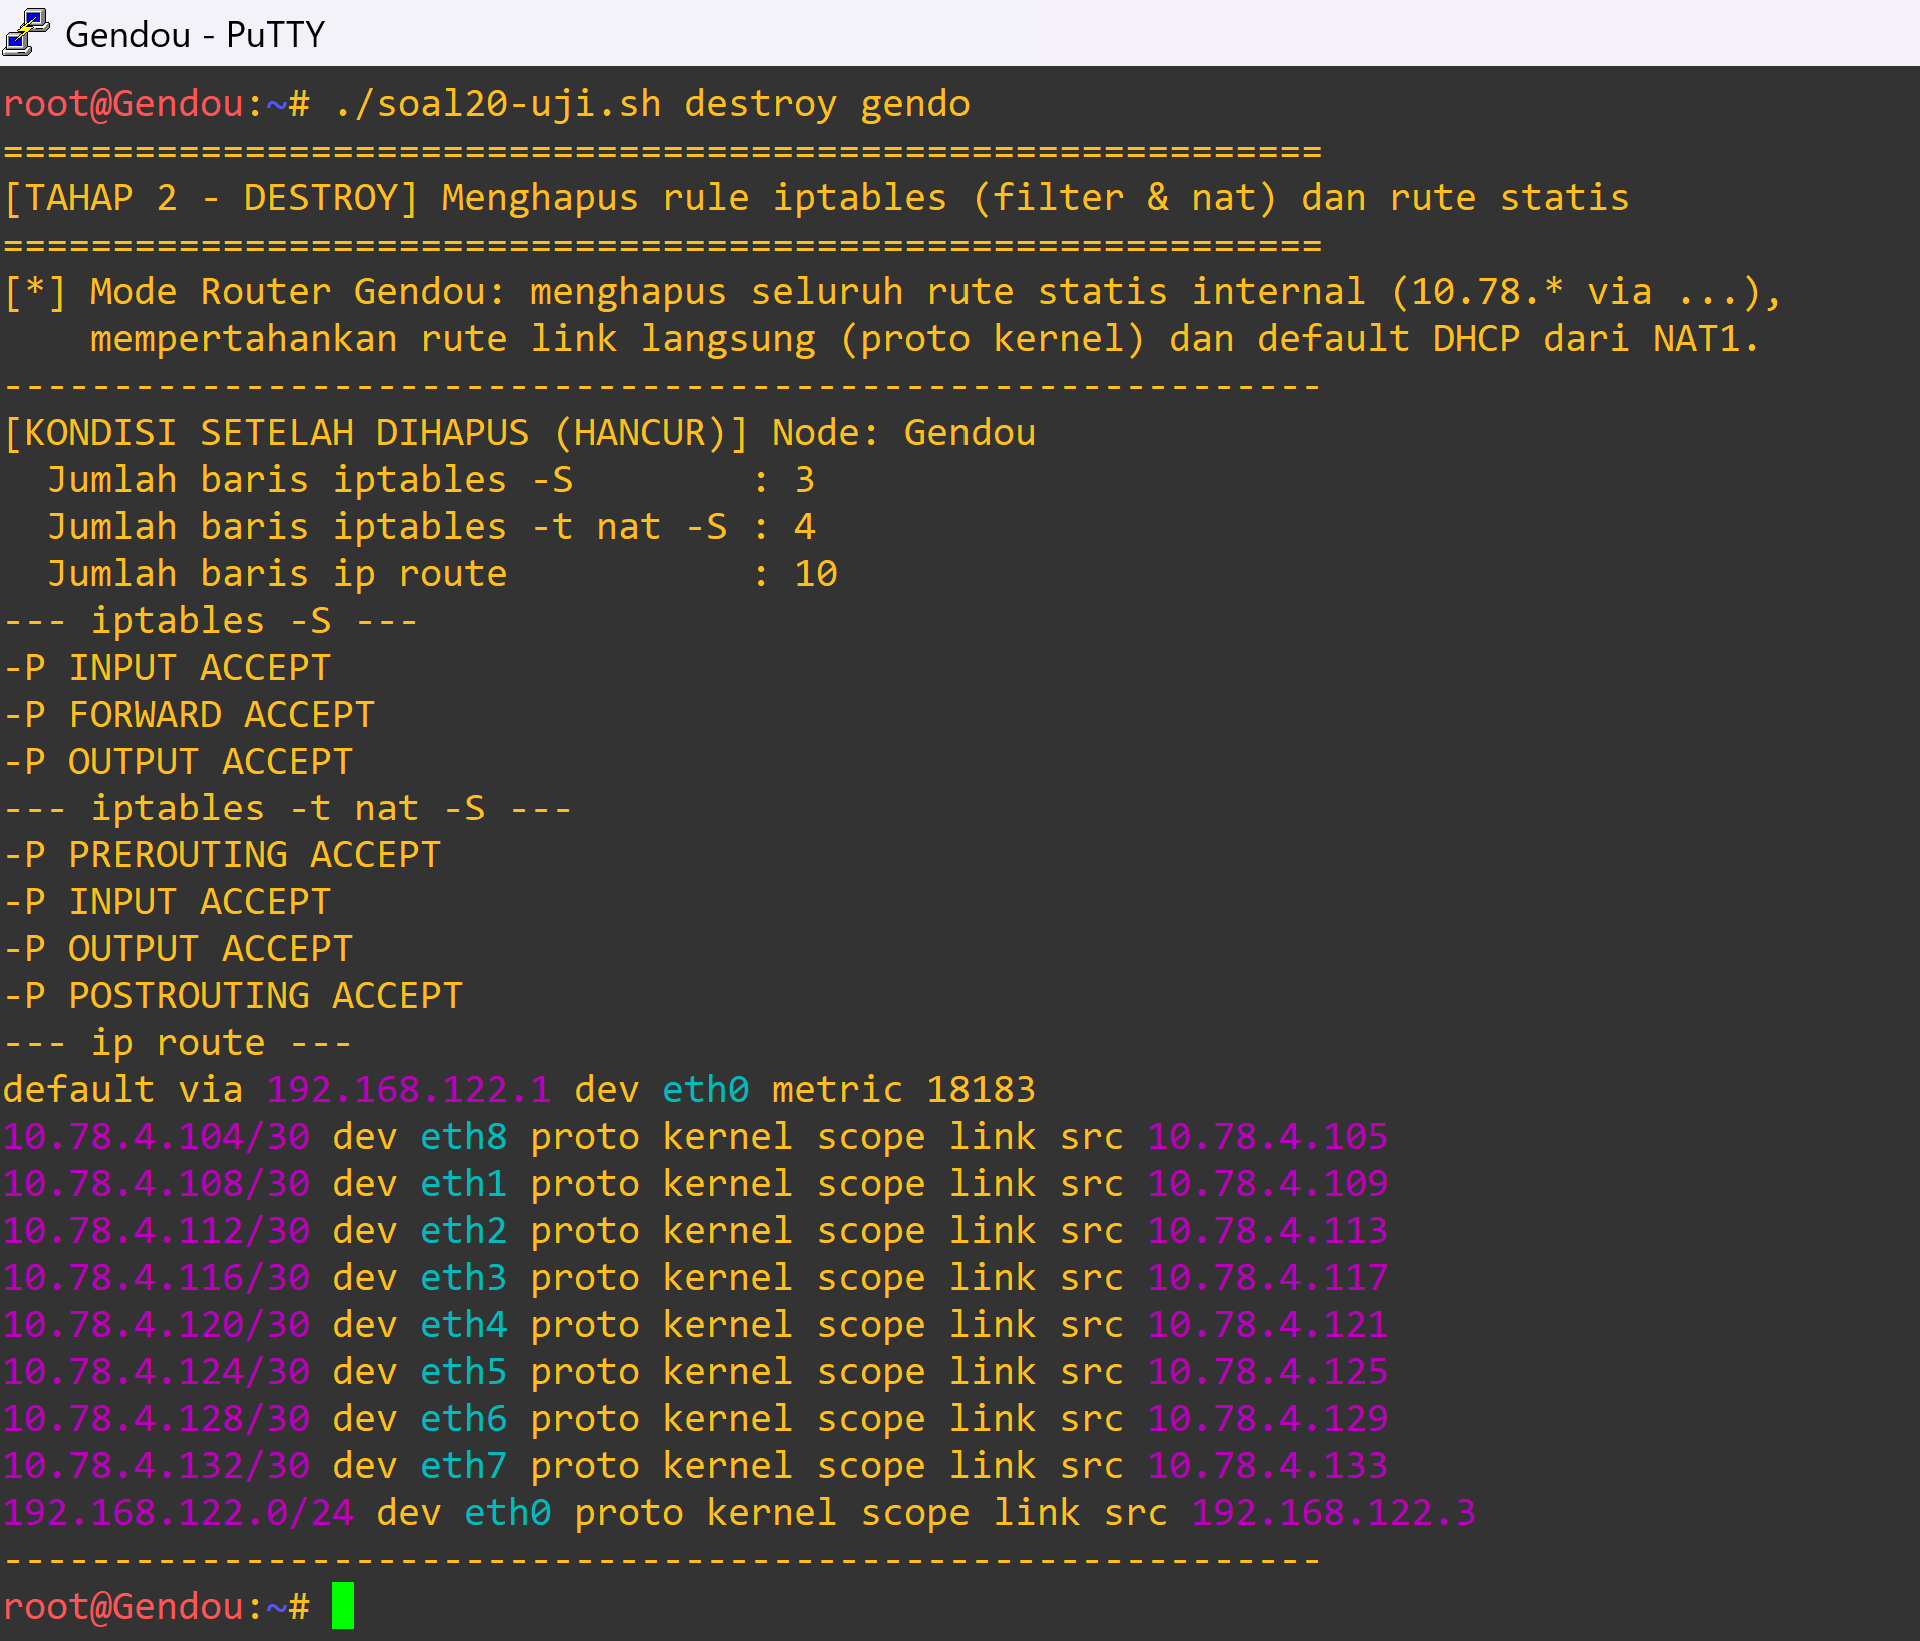 Gendou - PuTTY
root@Gendou:~# ./soal20-uji.sh destroy gendo
============================================================
[TAHAP 2 - DESTROY] Menghapus rule iptables (filter & nat) dan rute statis
============================================================
[*] Mode Router Gendou: menghapus seluruh rute statis internal (10.78.* via ...),
    mempertahankan rute link langsung (proto kernel) dan default DHCP dari NAT1.
------------------------------------------------------------
[KONDISI SETELAH DIHAPUS (HANCUR)] Node: Gendou
  Jumlah baris iptables -S        : 3
  Jumlah baris iptables -t nat -S : 4
  Jumlah baris ip route           : 10
--- iptables -S ---
-P INPUT ACCEPT
-P FORWARD ACCEPT
-P OUTPUT ACCEPT
--- iptables -t nat -S ---
-P PREROUTING ACCEPT
-P INPUT ACCEPT
-P OUTPUT ACCEPT
-P POSTROUTING ACCEPT
--- ip route ---
default via 192.168.122.1 dev eth0 metric 18183
10.78.4.104/30 dev eth8 proto kernel scope link src 10.78.4.105
10.78.4.108/30 dev eth1 proto kernel scope link src 10.78.4.109
10.78.4.112/30 dev eth2 proto kernel scope link src 10.78.4.113
10.78.4.116/30 dev eth3 proto kernel scope link src 10.78.4.117
10.78.4.120/30 dev eth4 proto kernel scope link src 10.78.4.121
10.78.4.124/30 dev eth5 proto kernel scope link src 10.78.4.125
10.78.4.128/30 dev eth6 proto kernel scope link src 10.78.4.129
10.78.4.132/30 dev eth7 proto kernel scope link src 10.78.4.133
192.168.122.0/24 dev eth0 proto kernel scope link src 192.168.122.3
------------------------------------------------------------
root@Gendou:~#